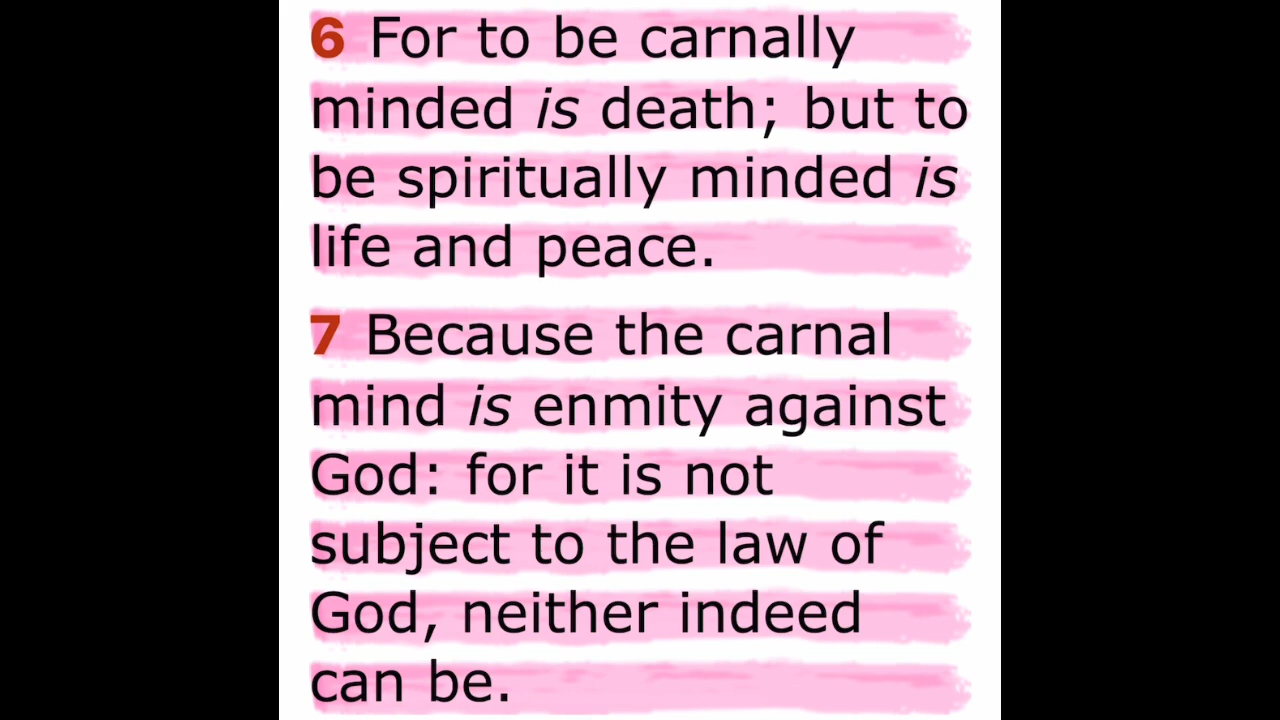 6 For to be carnally
minded is death; but to
be spiritually minded is
life and peace.
7 Because the carnal
mind is enmity against
God: for it is not
subject to the law of
God, neither indeed
can be.